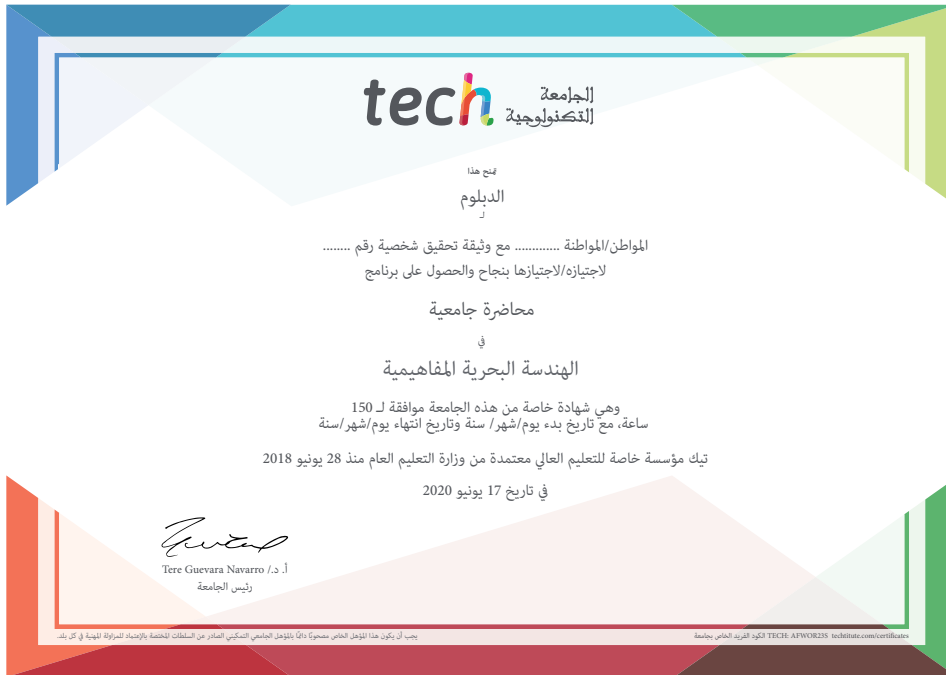 tech الجامعة
التكنولوجية
يمنح هذا
الدبلوم
لـ
المواطن/المواطنة ............ مع وثيقة تحقيق شخصية رقم ........
لاجتيازه/لاجتيازها بنجاح والحصول على برنامج
محاضرة جامعية
في
الهندسة البحرية المفاهيمية
وهي شهادة خاصة من هذه الجامعة موافقة لـ 150
ساعة، مع تاريخ بدء يوم/شهر/ سنة وتاريخ انتهاء يوم/شهر/سنة
تيك مؤسسة خاصة للتعليم العالي معتمدة من وزارة التعليم العام منذ 28 يونيو 2018
في تاريخ 17 يونيو 2020
أ. د./ Tere Guevara Navarro
رئيس الجامعة
يجب أن يكون هذا المؤهل الخاص مصحوبًا دائمًا بالمؤهل الجامعي التمكيني الصادر عن السلطات المختصة بالإعتماد للمزاولة المهنية في كل بلد.
الكود الفريد الخاص بجامعة TECH: AFWOR23S techtitute.com/certificates